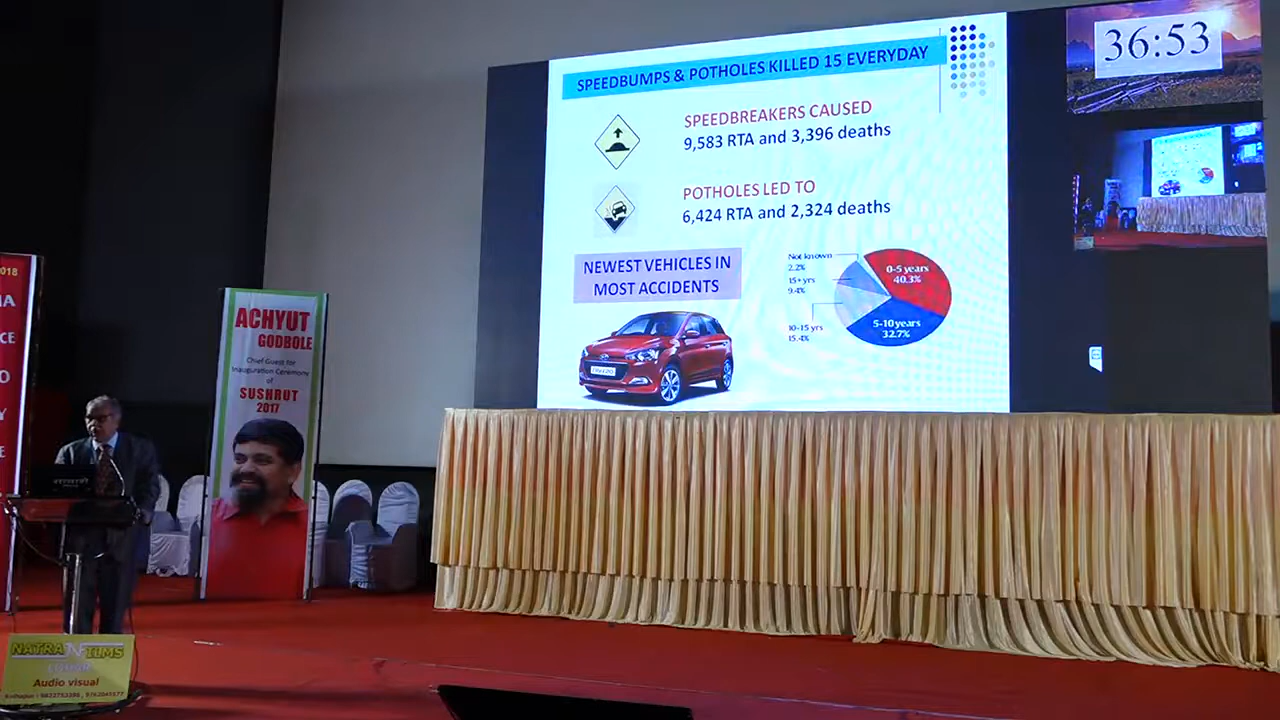 36:53
SPEEDBUMPS & POTHOLES KILLED 15 EVERYDAY
SPEEDBREAKERS CAUSED
9,583 RTA and 3,396 deaths
POTHOLES LED TO
6,424 RTA and 2,324 deaths
NEWEST VEHICLES IN
MOST ACCIDENTS
Not known
2.2%
15+ yrs
9.4%
10-15 yrs
15.4%
0-5 years
40.3%
5-10 years
32.7%
2018
ACHYUT
GODBOLE
Chief Guest for
Inauguration Ceremony
of
SUSHRUT
2017
Audio visual